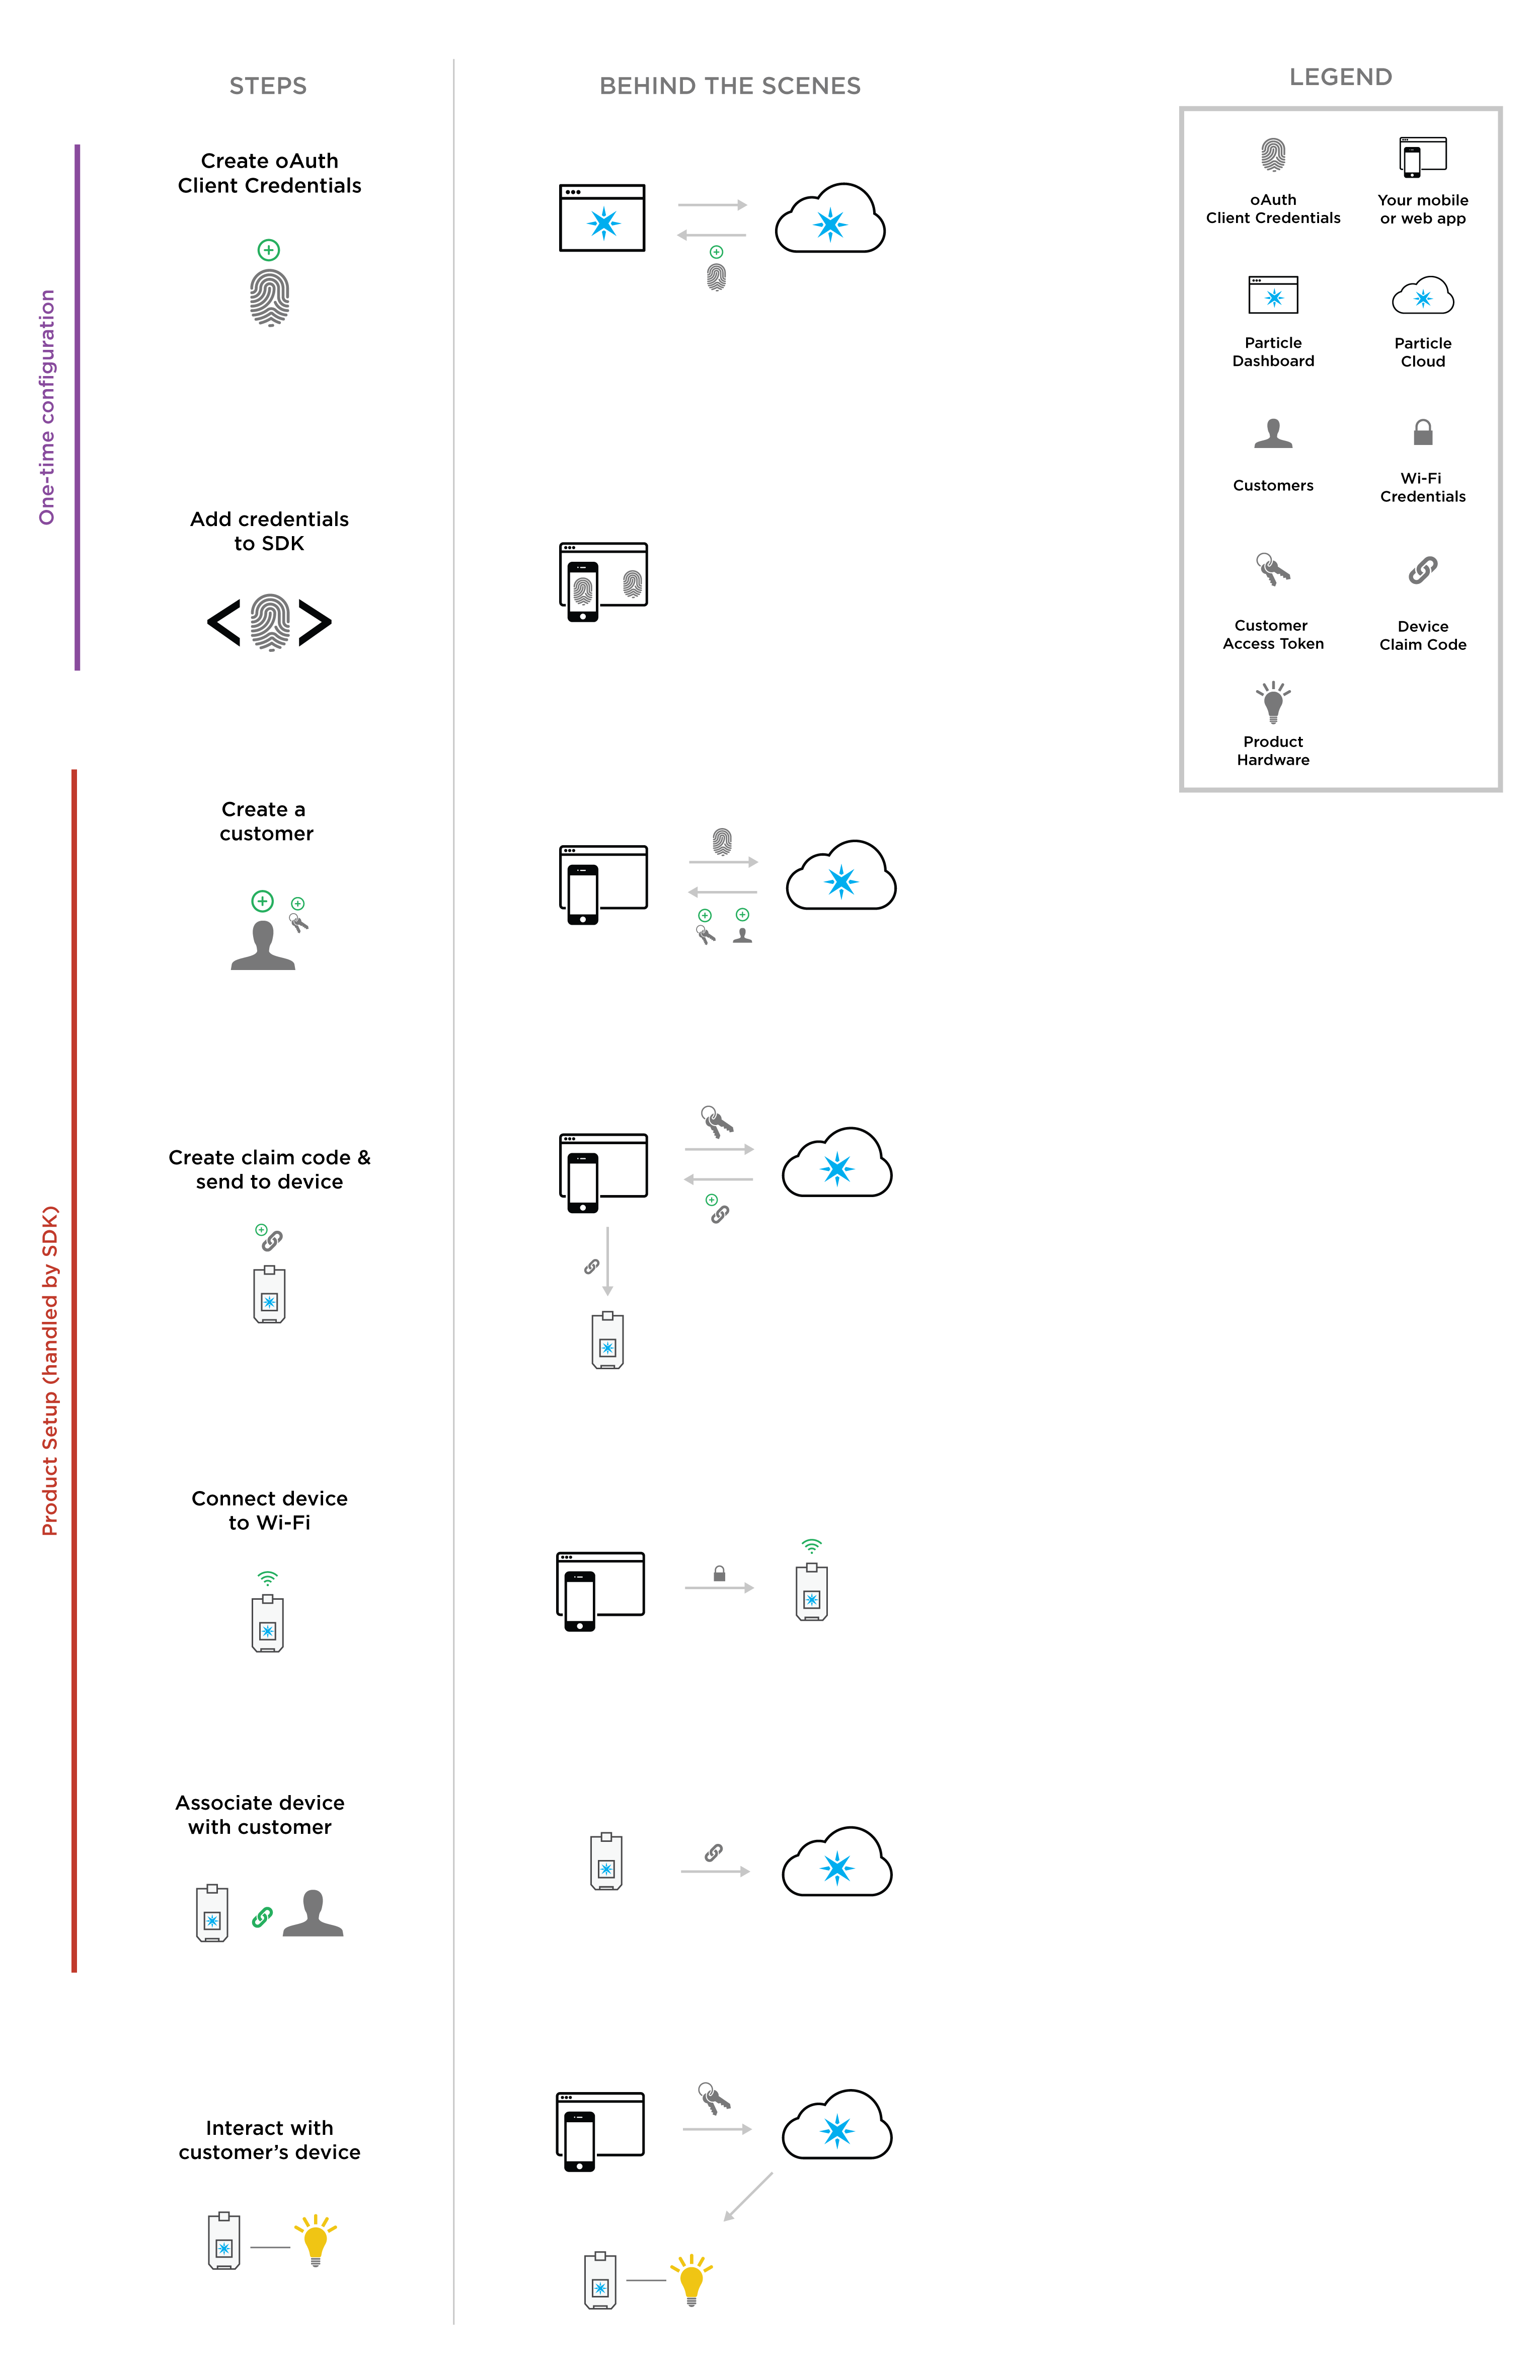 STEPS
BEHIND THE SCENES
LEGEND
One-time configuration
Create oAuth
Client Credentials
Add credentials
to SDK
Product Setup (handled by SDK)
Create a
customer
Create claim code &
send to device
Connect device
to Wi-Fi
Associate device
with customer
Interact with
customer’s device
oAuth
Client Credentials
Your mobile
or web app
Particle
Dashboard
Particle
Cloud
Customers
Wi-Fi
Credentials
Customer
Access Token
Device
Claim Code
Product
Hardware